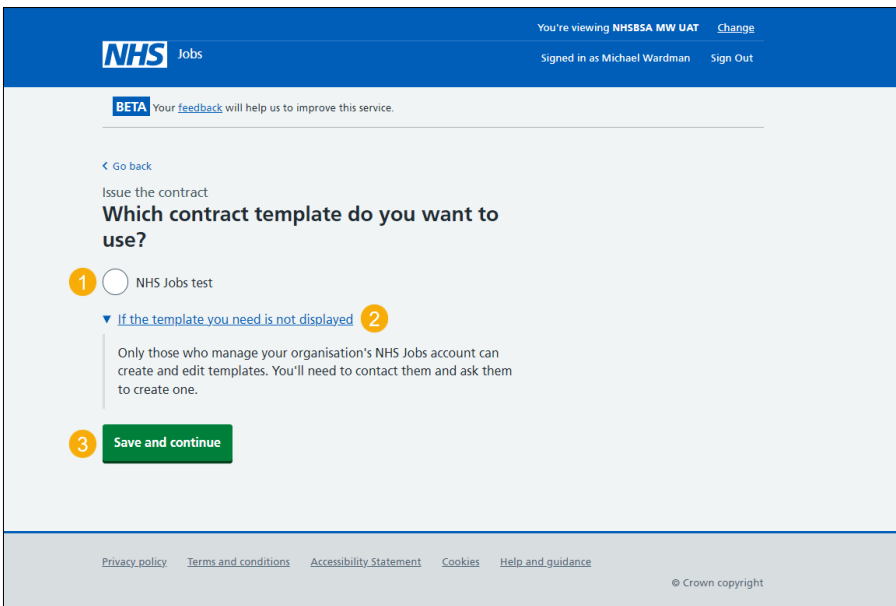 You're viewing NHSBSA MW UAT Change
NHS Jobs
Signed in as Michael Wardman Sign Out
BETA Your feedback will help us to improve this service.
Go back
Issue the contract
Which contract template do you want to
use?
1 NHS Jobs test
If the template you need is not displayed 2
Only those who manage your organisation's NHS Jobs account can
create and edit templates. You'll need to contact them and ask them
to create one.
3 Save and continue
Privacy policy Terms and conditions Accessibility Statement Cookies Help and guidance
© Crown copyright